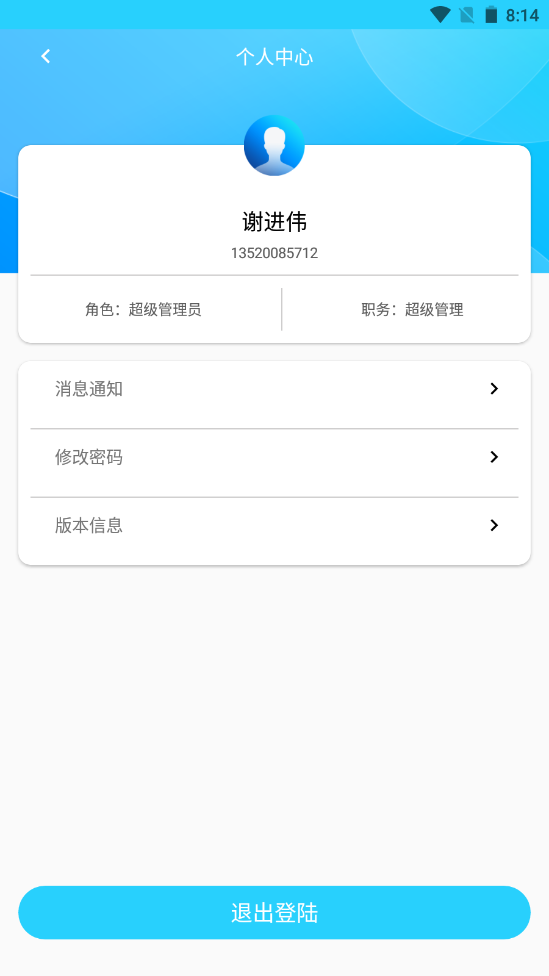 8:14
个人中心
谢进伟
13520085712
角色：超级管理员
职务：超级管理
消息通知
修改密码
版本信息
退出登陆